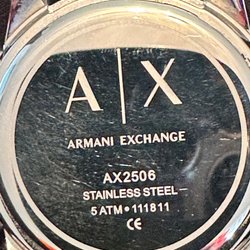 A|X
ARMANI EXCHANGE
AX2506
STAINLESS STEEL
5 ATM • 111811
CE